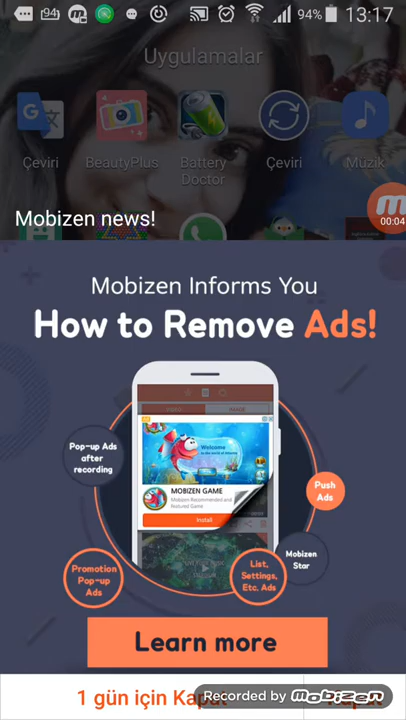 94
94% 13:17
Uygulamalar
Çeviri BeautyPlus Battery Doctor Çeviri Müzik
Mobizen news!
00:04
Mobizen Informs You
How to Remove Ads!
Pop-up Ads
after
recording
Welcome
MOBIZEN GAME
Mobizen Recommended and
Featured Game
Install
Push
Ads
Mobizen
Star
Promotion
Pop-up
Ads
List,
Settings,
Etc. Ads
Learn more
1 gün için Kapat
Recorded by mobizen